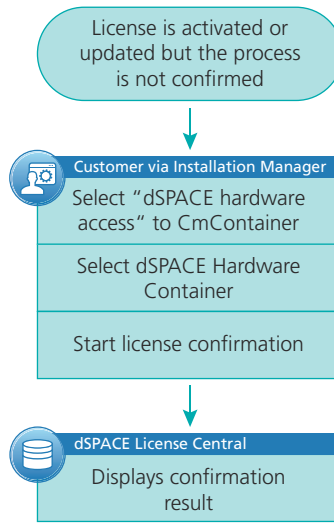 License is activated or
updated but the process
is not confirmed
Customer via Installation Manager
Select “dSPACE hardware
access“ to CmContainer
Select dSPACE Hardware
Container
Start license confirmation
dSPACE License Central
Displays confirmation
result